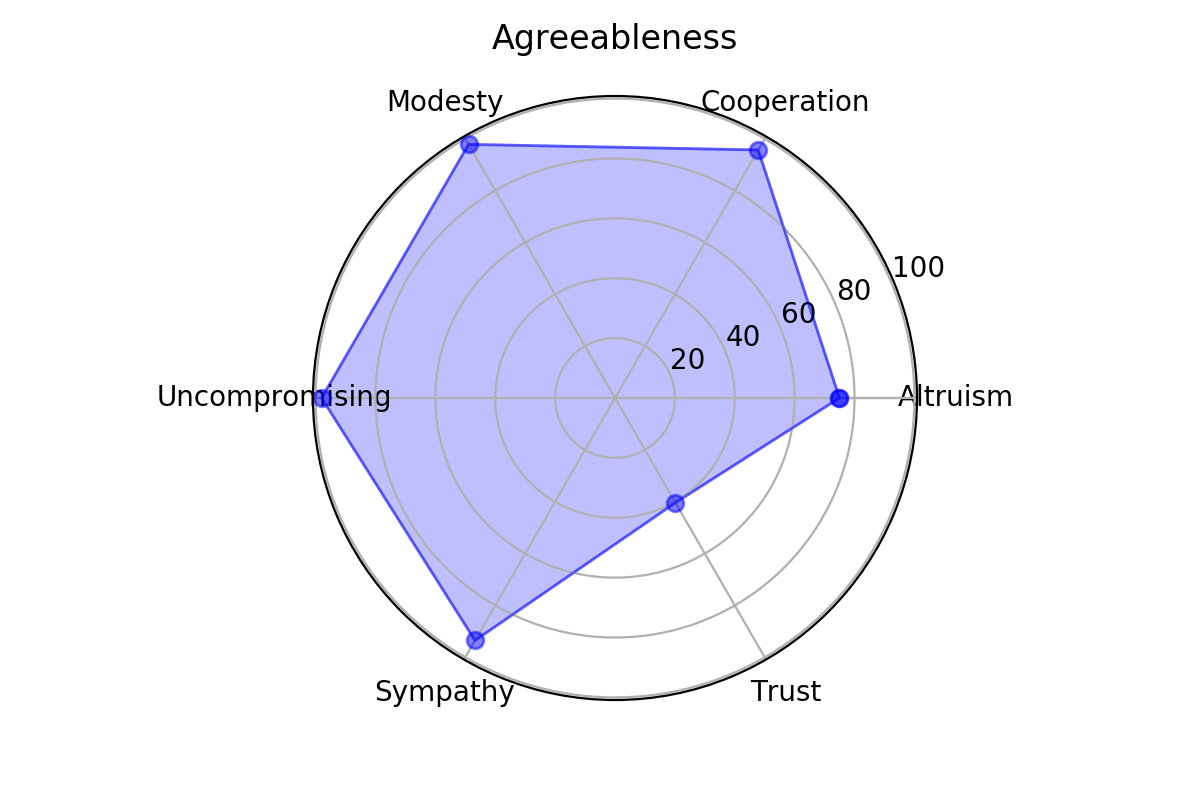 Agreeableness
Modesty
Cooperation
100
80
60
40
20
Uncompromising
Altruism
Sympathy
Trust